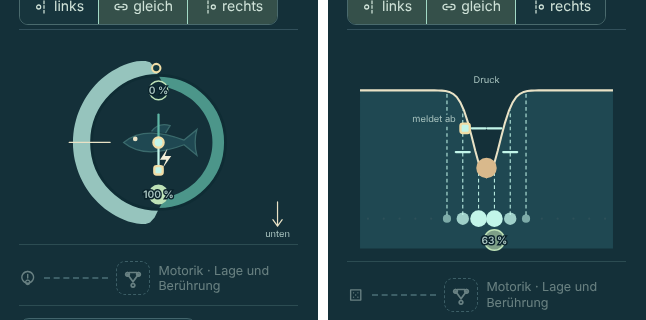 links
gleich
rechts
0 %
100 %
unten
Motorik · Lage und
Berührung
links
gleich
rechts
Druck
meldet ab
63 %
Motorik · Lage und
Berührung